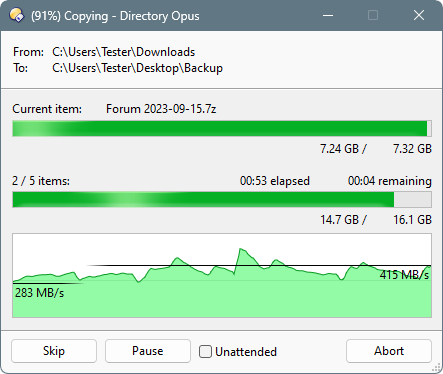 (91%) Copying - Directory Opus
From: C:\Users\Tester\Downloads
To: C:\Users\Tester\Desktop\Backup
Current item: Forum 2023-09-15.7z
7.24 GB / 7.32 GB
2 / 5 items: 00:53 elapsed 00:04 remaining
14.7 GB / 16.1 GB
415 MB/s
283 MB/s
Skip Pause Unattended Abort